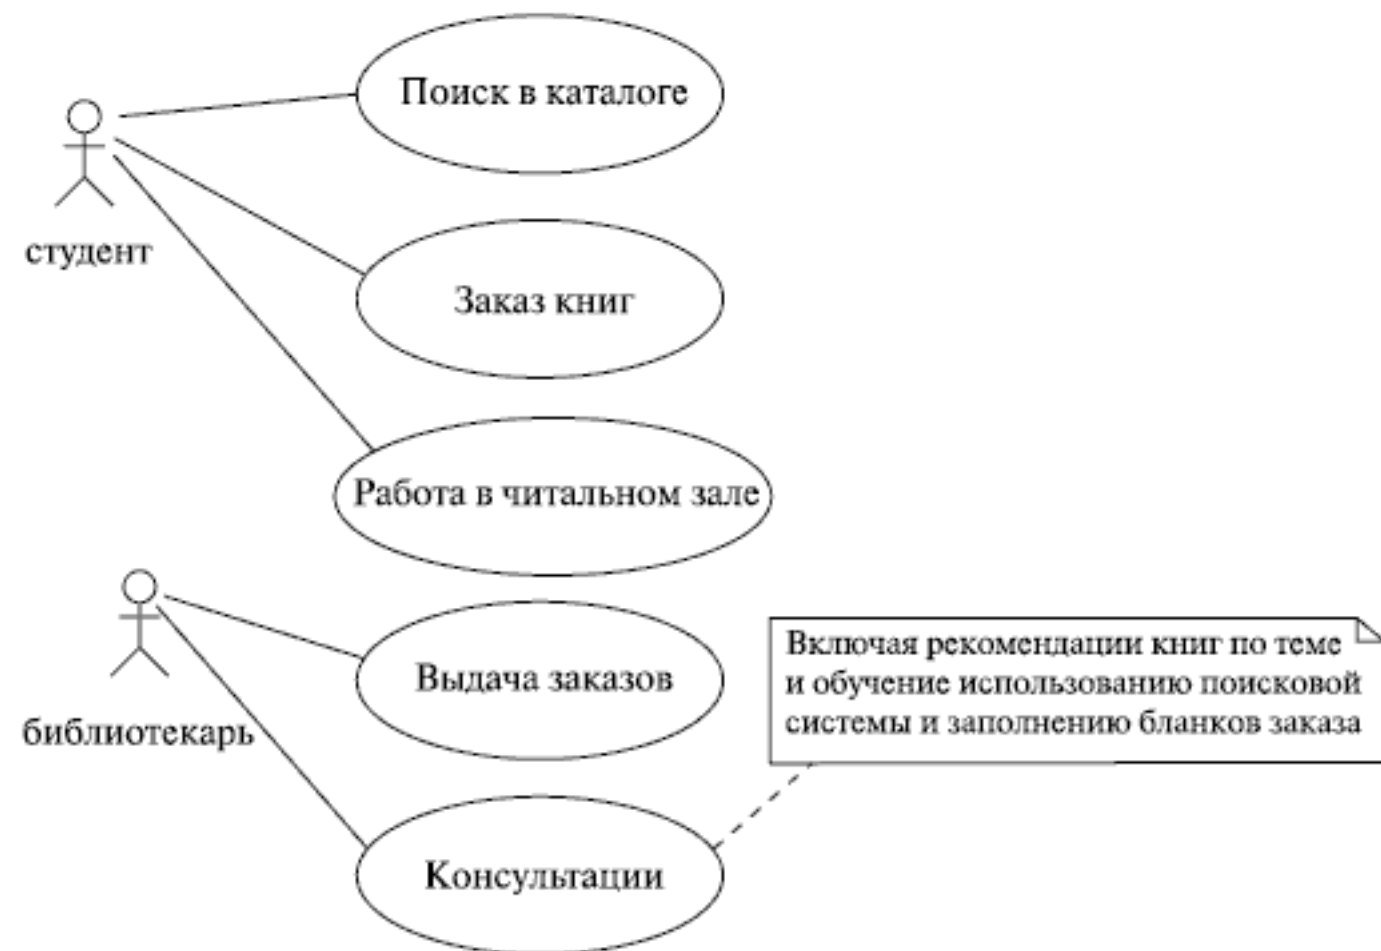 Поиск в каталоге
студент
Заказ книг
Работа в читальном зале
Выдача заказов
библиотекарь
Включая рекомендации книг по теме
и обучение использованию поисковой
системы и заполнению бланков заказа
Консультации